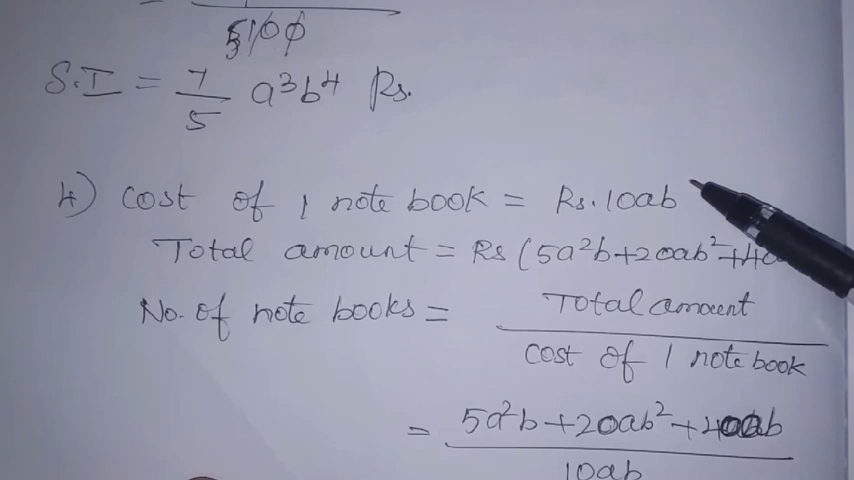 5100
S.I = 7/5 a³b⁴ Rs.
4) Cost of 1 note book = Rs. 10ab
Total amount = Rs (5a²b+20ab²+40
No. of note books = Total amount / cost of 1 note book
= 5a²b+20ab²+40ab / 10ab